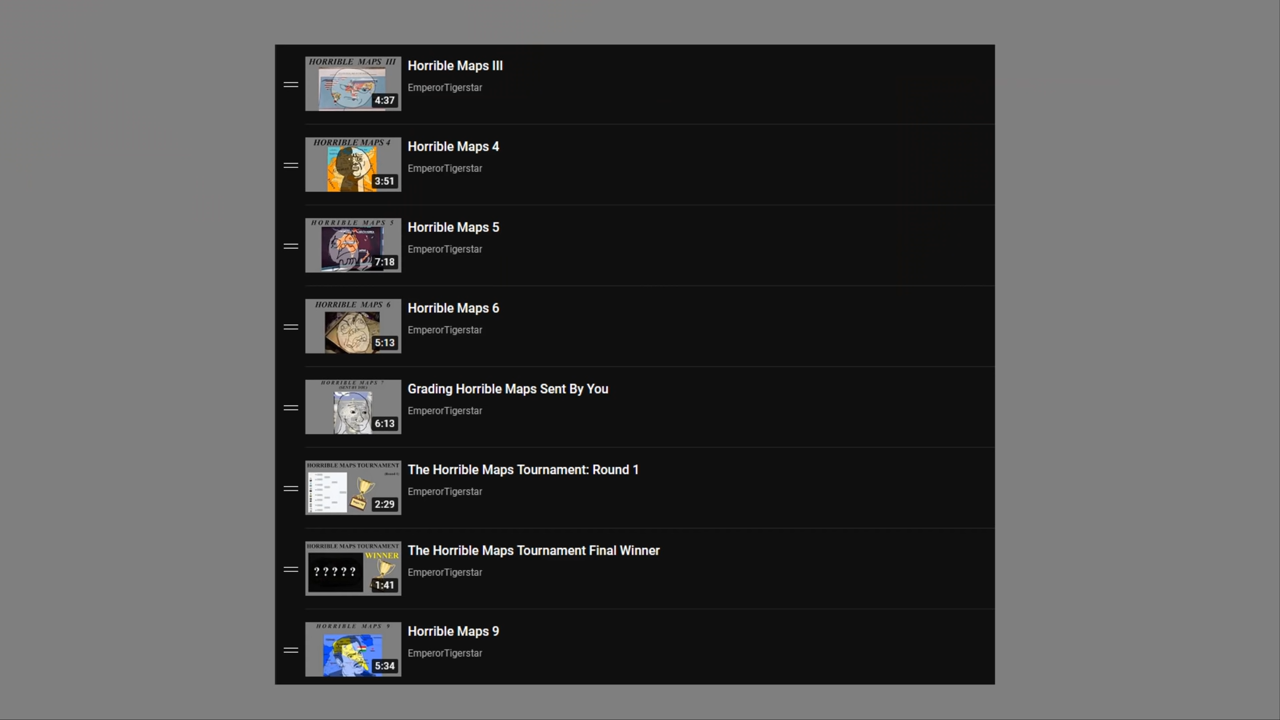 HORRIBLE MAPS III
4:37
Horrible Maps III
EmperorTigerstar
HORRIBLE MAPS 4
3:51
Horrible Maps 4
EmperorTigerstar
HORRIBLE MAPS 5
7:18
Horrible Maps 5
EmperorTigerstar
HORRIBLE MAPS 6
5:13
Horrible Maps 6
EmperorTigerstar
HORRIBLE MAPS 7
(SENT BY YOU)
6:13
Grading Horrible Maps Sent By You
EmperorTigerstar
HORRIBLE MAPS TOURNAMENT
2:29
The Horrible Maps Tournament: Round 1
EmperorTigerstar
HORRIBLE MAPS TOURNAMENT
WINNER
?????
1:41
The Horrible Maps Tournament Final Winner
EmperorTigerstar
HORRIBLE MAPS 9
5:34
Horrible Maps 9
EmperorTigerstar